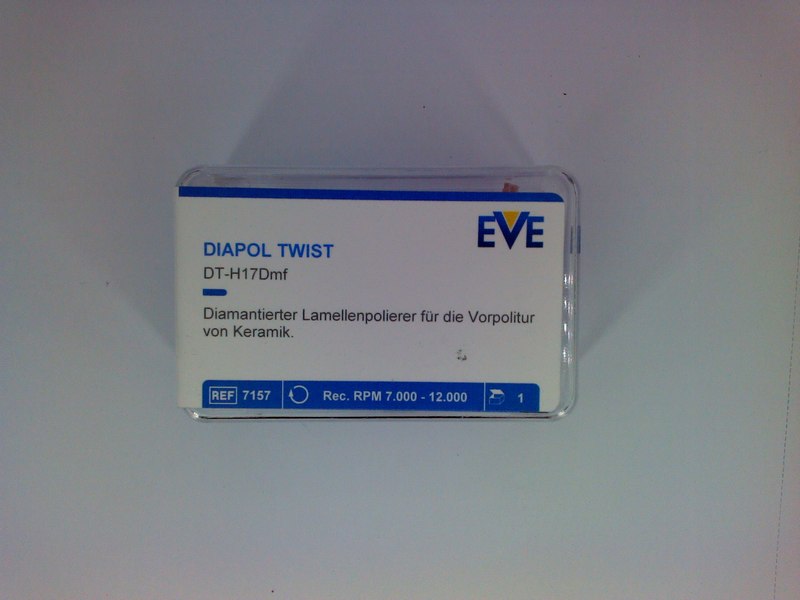 EVE
DIAPOL TWIST
DT-H17Dmf
Diamantierter Lamellenpolierer für die Vorpolitur
von Keramik.
REF 7157 Rec. RPM 7.000 - 12.000 1